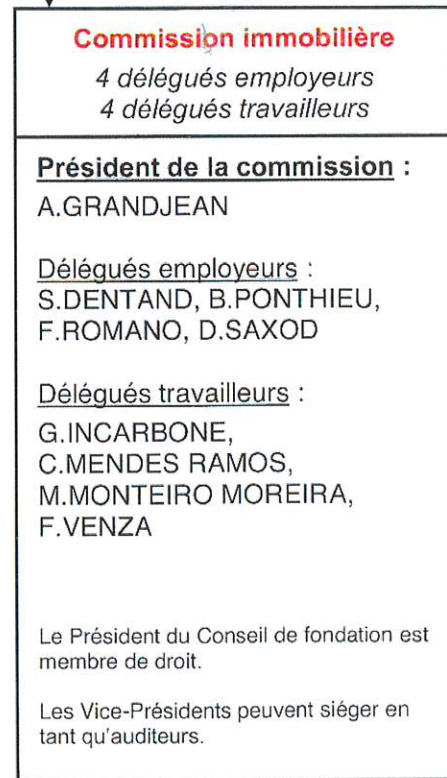 Commission immobilière
4 délégués employeurs
4 délégués travailleurs
Président de la commission :
A.GRANDJEAN
Délégués employeurs :
S.DENTAND, B.PONTHIEU,
F.ROMANO, D.SAXOD
Délégués travailleurs :
G.INCARBONE,
C.MENDES RAMOS,
M.MONTEIRO MOREIRA,
F.VENZA
Le Président du Conseil de fondation est
membre de droit.
Les Vice-Présidents peuvent siéger en
tant qu'auditeurs.